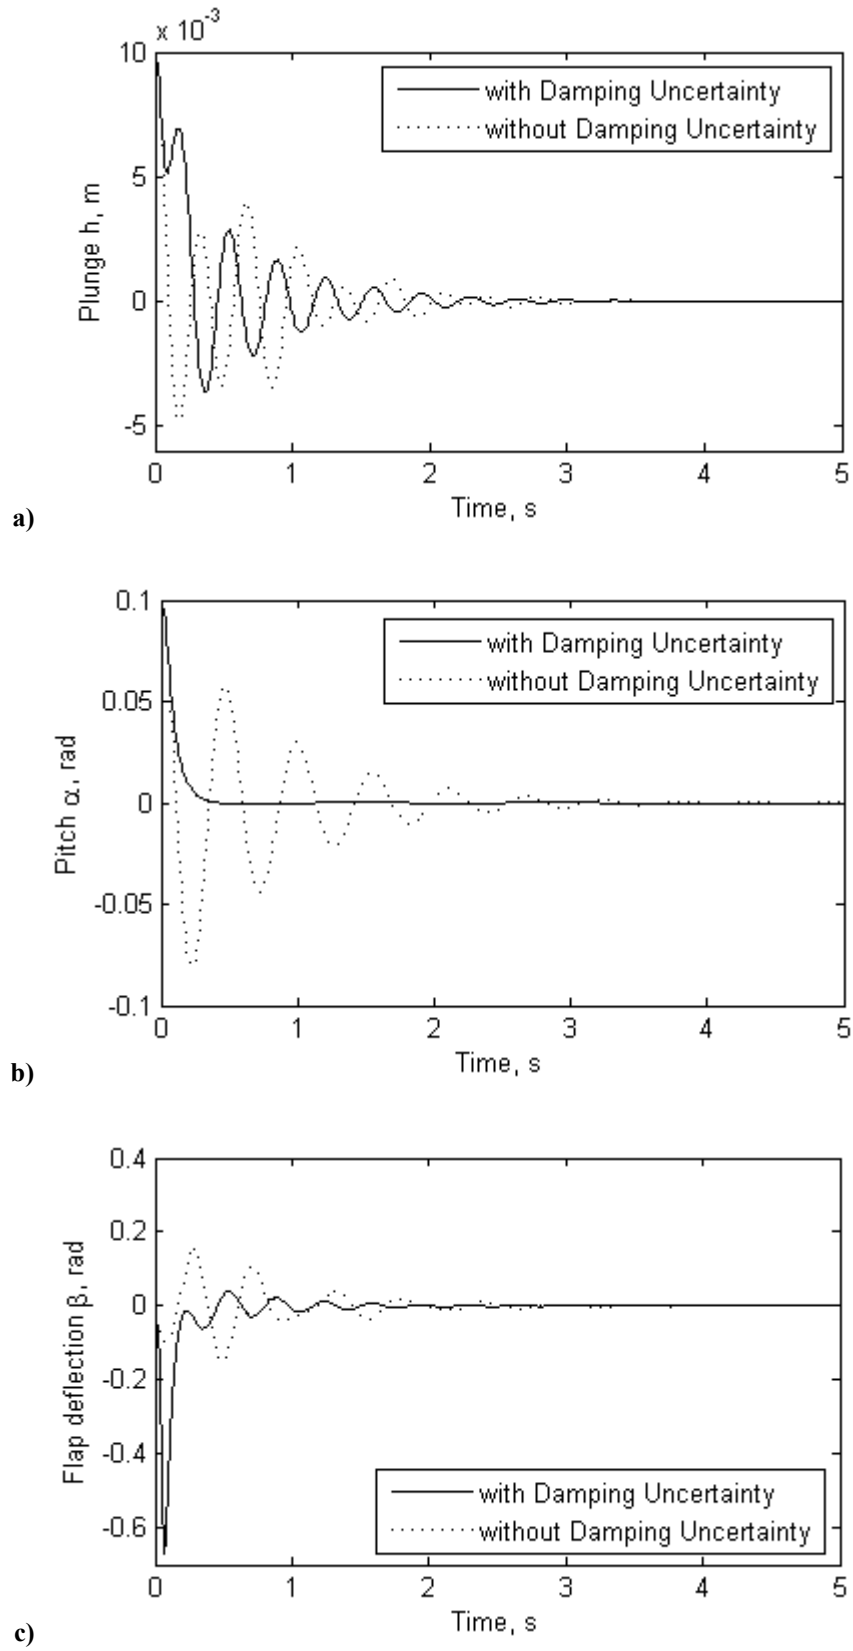 x 10-3
10
with Damping Uncertainty
without Damping Uncertainty
5
Plunge h, m
0
-5
0 1 2 3 4 5
Time, s
a)
0.1
with Damping Uncertainty
without Damping Uncertainty
0.05
Pitch α, rad
0
-0.05
-0.1
0 1 2 3 4 5
Time, s
b)
0.4
0.2
0
Flap deflection β, rad
-0.2
-0.4
with Damping Uncertainty
-0.6
without Damping Uncertainty
0 1 2 3 4 5
Time, s
c)